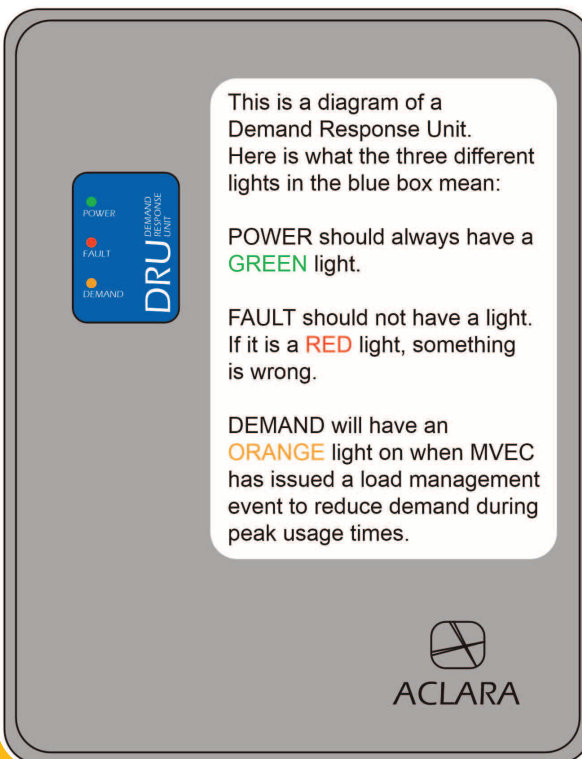 This is a diagram of a
Demand Response Unit.
Here is what the three different
lights in the blue box mean:
POWER should always have a
GREEN light.
FAULT should not have a light.
If it is a RED light, something
is wrong.
DEMAND will have an
ORANGE light on when MVEC
has issued a load management
event to reduce demand during
peak usage times.
POWER
FAULT
DEMAND
DRU
DEMAND
RESPONSE
UNIT
ACLARA